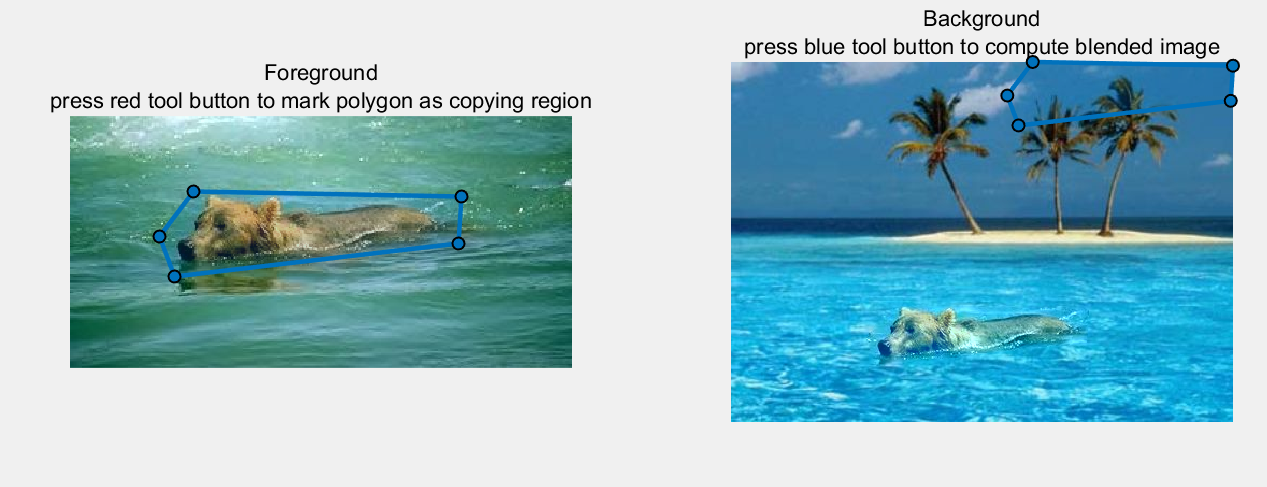 Foreground
press red tool button to mark polygon as copying region
Background
press blue tool button to compute blended image